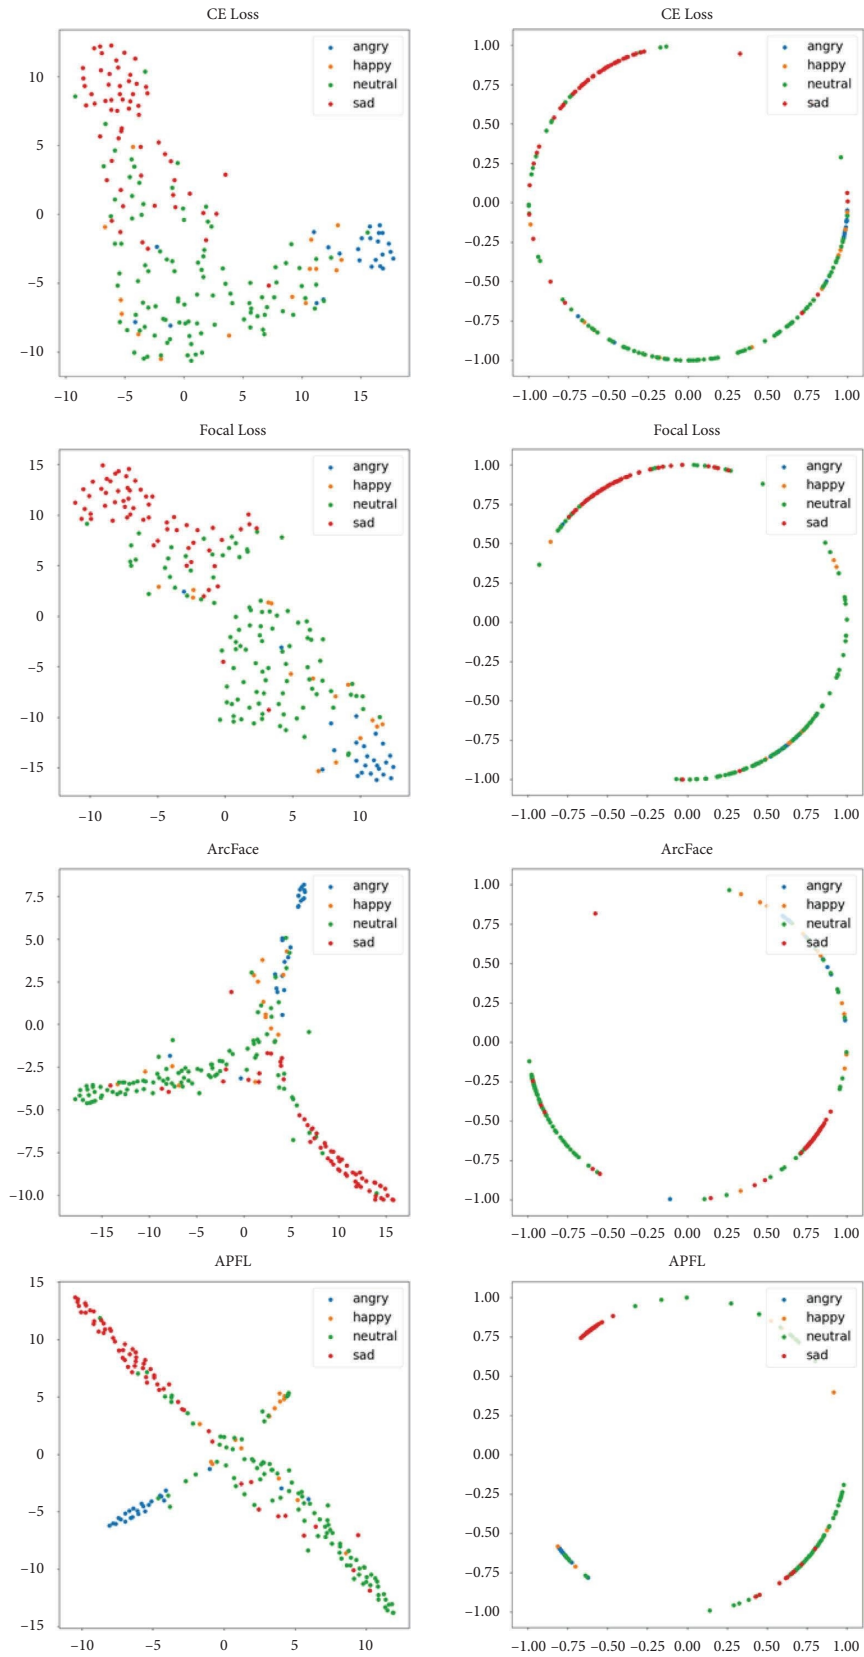 CE Loss
angry
happy
neutral
sad
10
5
0
−5
−10
−10 −5 0 5 10 15
CE Loss
angry
happy
neutral
sad
1.00
0.75
0.50
0.25
0.00
−0.25
−0.50
−0.75
−1.00
−1.00 −0.75 −0.50 −0.25 0.00 0.25 0.50 0.75 1.00
Focal Loss
angry
happy
neutral
sad
15
10
5
0
−5
−10
−15
−10 −5 0 5 10
Focal Loss
angry
happy
neutral
sad
1.00
0.75
0.50
0.25
0.00
−0.25
−0.50
−0.75
−1.00
−1.00 −0.75 −0.50 −0.25 0.00 0.25 0.50 0.75 1.00
ArcFace
angry
happy
neutral
sad
7.5
5.0
2.5
0.0
−2.5
−5.0
−7.5
−10.0
−15 −10 −5 0 5 10 15
ArcFace
angry
happy
neutral
sad
1.00
0.75
0.50
0.25
0.00
−0.25
−0.50
−0.75
−1.00
−1.00 −0.75 −0.50 −0.25 0.00 0.25 0.50 0.75 1.00
APFL
angry
happy
neutral
sad
15
10
5
0
−5
−10
−15
−10 −5 0 5 10
APFL
angry
happy
neutral
sad
1.00
0.75
0.50
0.25
0.00
−0.25
−0.50
−0.75
−1.00
−1.00 −0.75 −0.50 −0.25 0.00 0.25 0.50 0.75 1.00